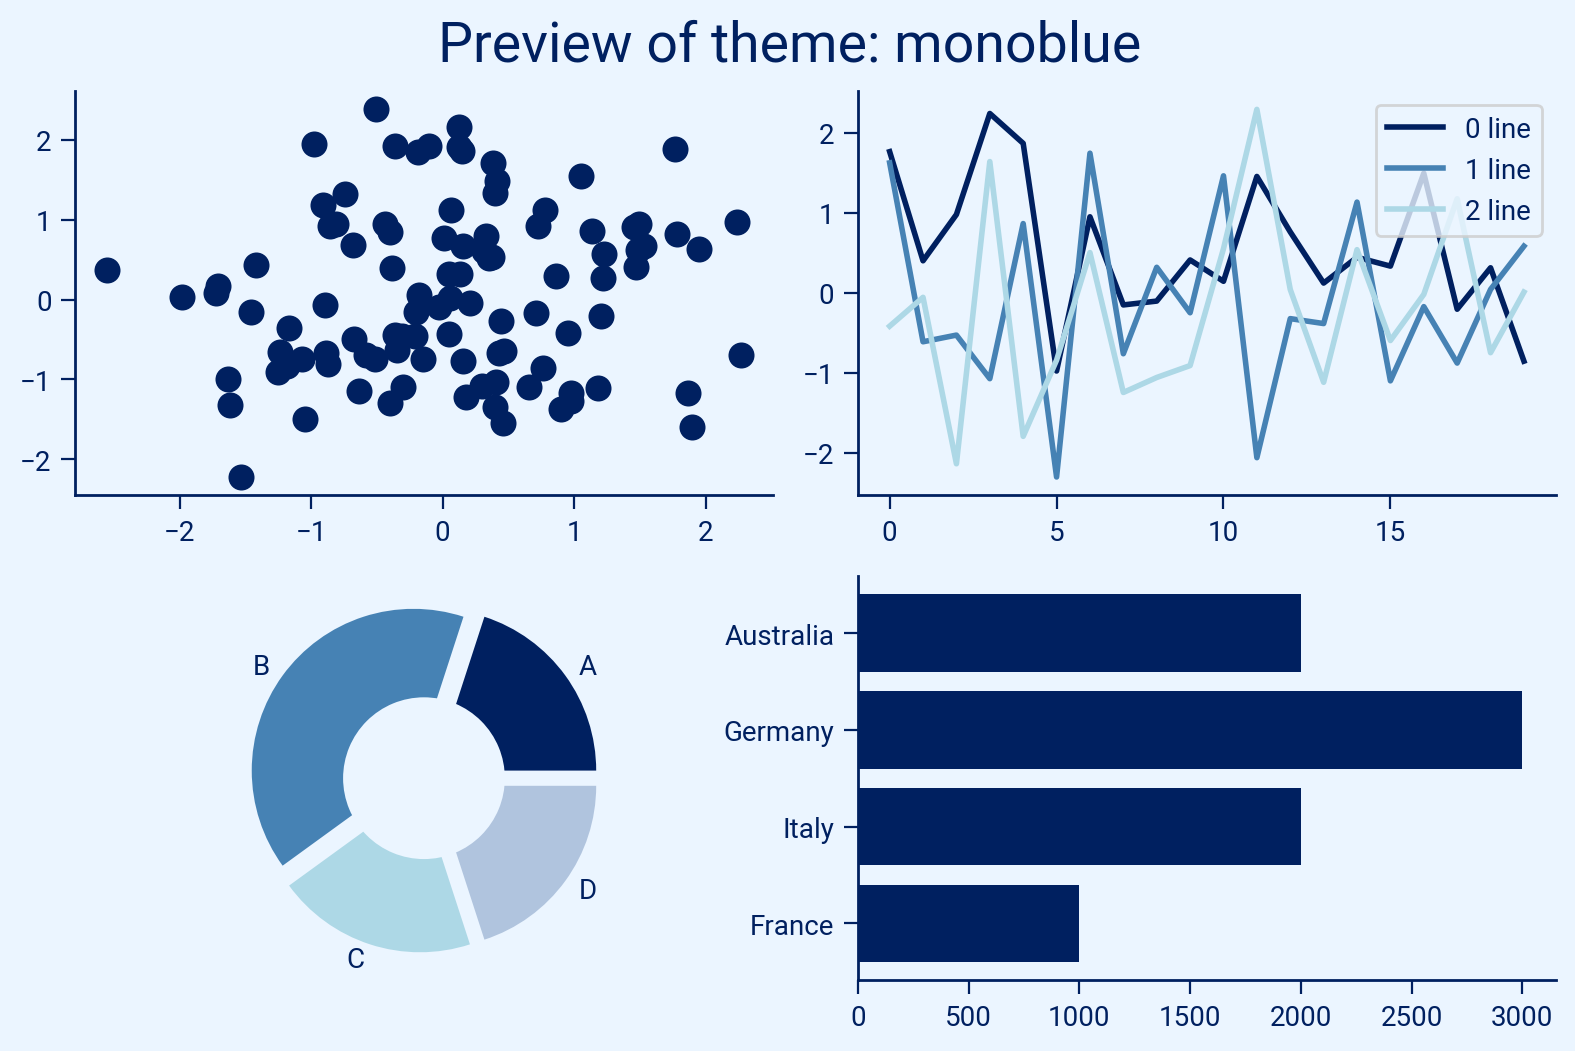 Preview of theme: monoblue
2
1
0
−1
−2
−2 −1 0 1 2
2
1
0
−1
−2
0 5 10 15
0 line
1 line
2 line
A
B
C
D
Australia
Germany
Italy
France
0 500 1000 1500 2000 2500 3000